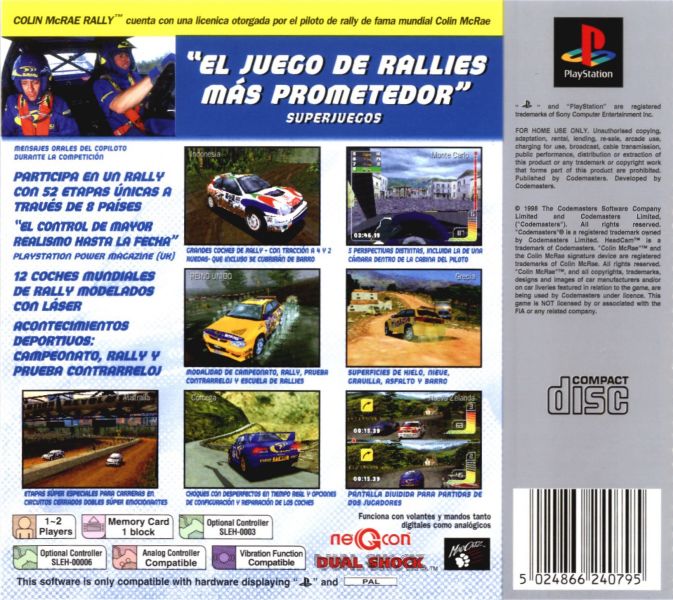 COLIN McRAE RALLY™ cuenta con una licenica otorgada por el piloto de rally de fama mundial Colin McRae
"EL JUEGO DE RALLIES
MÁS PROMETEDOR"
SUPERJUEGOS
MENSAJES ORALES DEL COPILOTO
DURANTE LA COMPETICIÓN
PARTICIPA EN UN RALLY
CON 52 ETAPAS ÚNICAS A
TRAVÉS DE 8 PAÍSES
"EL CONTROL DE MAYOR
REALISMO HASTA LA FECHA"
PLAYSTATION POWER MAGAZINE (UK)
12 COCHES MUNDIALES
DE RALLY MODELADOS
CON LÁSER
ACONTECIMIENTOS
DEPORTIVOS:
CAMPEONATO, RALLY Y
PRUEBA CONTRARRELOJ
Indonesia
GRANDES COCHES DE RALLY - CON TRACCIÓN A 4 Y 2
RUEDAS- QUE INCLUSO SE CUBRIRÁN DE BARRO
Monte Carlo
03:46.15
5 PERSPECTIVAS DISTINTAS, INCLUIDA LA DE UNA
CÁMARA DENTRO DE LA CABINA DEL PILOTO
REINO UNIDO
MODALIDAD DE CAMPEONATO, RALLY, PRUEBA
CONTRARRELOJ Y ESCUELA DE RALLIES
Grecia
SUPERFICIES DE HIELO, NIEVE,
GRAVILLA, ASFALTO Y BARRO
Australia
ETAPAS SÚPER ESPECIALES PARA CARRERAS EN
CIRCUITOS CERRADOS DOBLES SÚPER EMOCIONANTES
Córcega
CHOQUES CON DESPERFECTOS EN TIEMPO REAL Y OPCIONES
DE CONFIGURACIÓN Y REPARACIÓN DE LOS COCHES
Nueva Zelanda
00:15.39
00:15.39
PANTALLA DIVIDIDA PARA PARTIDAS DE
DOS JUGADORES
1~2
Players
Memory Card
1 block
Optional Controller
SLEH-0003
Optional Controller
SLEH-00006
Analog Controller
Compatible
Vibration Function
Compatible
Funciona con volantes y mandos tanto
digitales como analógicos
neGcon
DUAL SHOCK™
MAD CATZ
This software is only compatible with hardware displaying " " and PAL
PlayStation
" " and "PlayStation" are registered
trademarks of Sony Computer Entertainment Inc.
FOR HOME USE ONLY. Unauthorised copying,
adaptation, rental, lending, re-sale, arcade use,
charging for use, broadcast, cable transmission,
public performance, distribution or extraction of
this product or any trademark or copyright work
that forms part of this product are prohibited.
Published by Codemasters. Developed by
Codemasters.
© 1998 The Codemasters Software Company
Limited and Codemasters Limited,
("Codemasters"). All rights reserved.
"Codemasters® is a registered trademark owned
by Codemasters Limited. HeadCam™ is a
trademark of Codemasters. "Colin McRae"™ and
the Colin McRae signature device are registered
trademarks of Colin McRae. All rights reserved.
"Colin McRae"™, and all copyrights, trademarks,
designs and images of car manufacturers and/or
on car liveries featured in relation to the game, are
being used by Codemasters under licence. This
game is NOT licensed by or associated with the
FIA or any related company.
COMPACT
disc
5 024866 240795